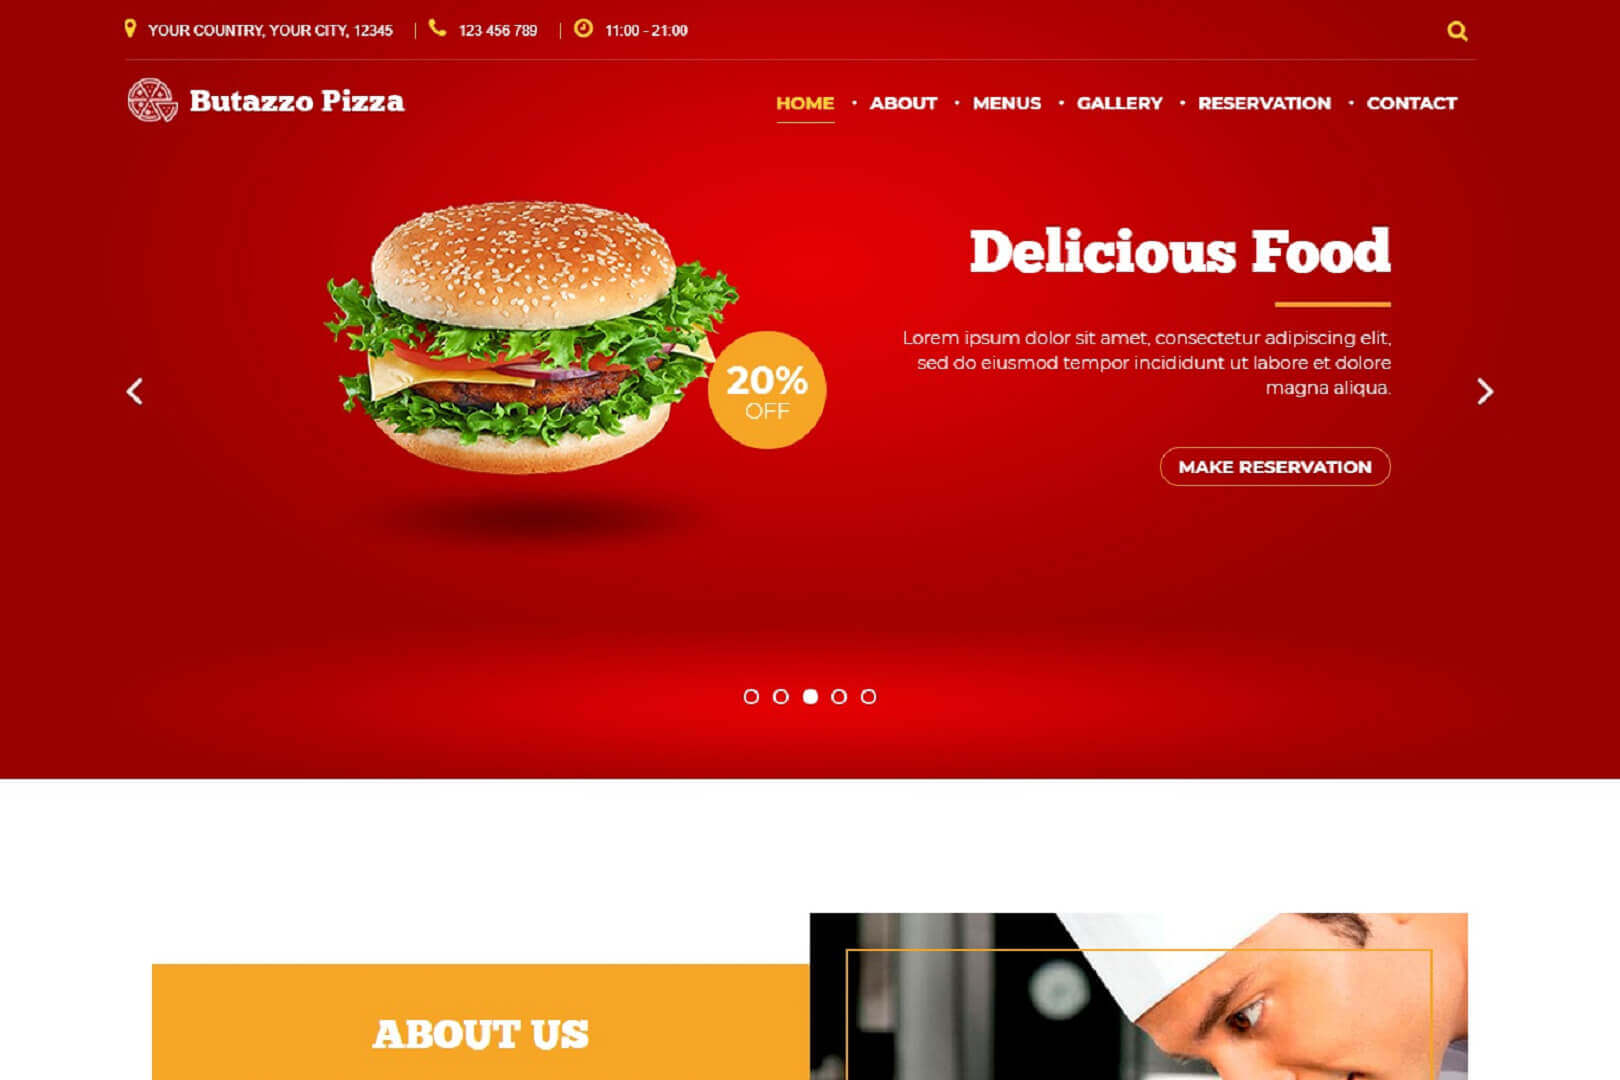 YOUR COUNTRY, YOUR CITY, 12345 | 123 456 789 | 11:00 - 21:00
Butazzo Pizza
HOME • ABOUT • MENUS • GALLERY • RESERVATION • CONTACT
Delicious Food
Lorem ipsum dolor sit amet, consectetur adipiscing elit,
sed do eiusmod tempor incididunt ut labore et dolore
magna aliqua.
20%
OFF
MAKE RESERVATION
ABOUT US